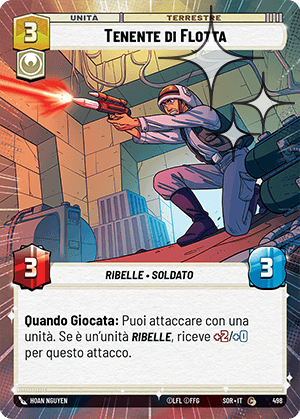 UNITÀ TERRESTRE
3 TENENTE DI FLOTTA
3 RIBELLE • SOLDATO 3
Quando Giocata: Puoi attaccare con una
unità. Se è un'unità RIBELLE, riceve +2/+0
per questo attacco.
HOAN NGUYEN ©LFL ©FFG SOR • IT C 498